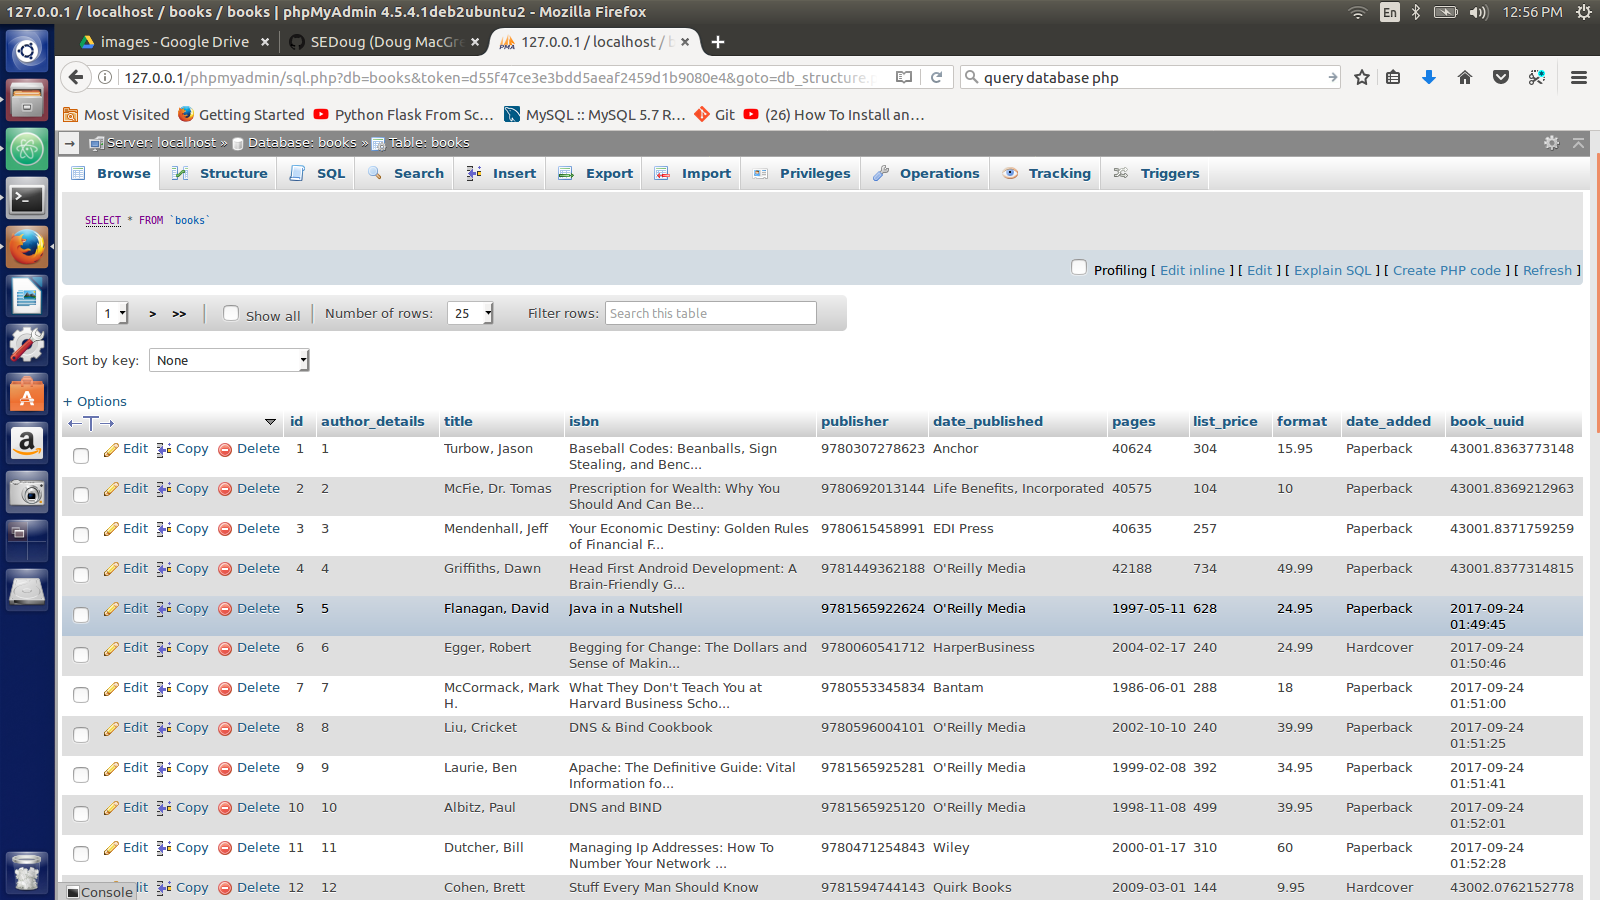 127.0.0.1 / localhost / books / books | phpMyAdmin 4.5.4.1deb2ubuntu2 - Mozilla Firefox
En
12:56 PM
images - Google Drive
SEDoug (Doug MacGre
127.0.0.1 / localhost / b
127.0.0.1/phpmyadmin/sql.php?db=books&token=d55f47ce3e3bdd5aeaf2459d1b9080e4&goto=db_structure.p
query database php
Most Visited
Getting Started
Python Flask From Sc...
MySQL :: MySQL 5.7 R...
Git
(26) How To Install an...
Server: localhost » Database: books » Table: books
Browse Structure SQL Search Insert Export Import Privileges Operations Tracking Triggers
SELECT * FROM `books`
Profiling [ Edit inline ] [ Edit ] [ Explain SQL ] [ Create PHP code ] [ Refresh ]
1 > >> | Show all | Number of rows: 25 Filter rows: Search this table
Sort by key: None
+ Options
id author_details title isbn publisher date_published pages list_price format date_added book_uuid
Edit Copy Delete 1 1 Turbow, Jason Baseball Codes: Beanballs, Sign 9780307278623 Anchor 40624 304 15.95 Paperback 43001.8363773148
Stealing, and Benc...
Edit Copy Delete 2 2 McFie, Dr. Tomas Prescription for Wealth: Why You 9780692013144 Life Benefits, Incorporated 40575 104 10 Paperback 43001.8369212963
Should And Can Be...
Edit Copy Delete 3 3 Mendenhall, Jeff Your Economic Destiny: Golden Rules 9780615458991 EDI Press 40635 257 Paperback 43001.8371759259
of Financial F...
Edit Copy Delete 4 4 Griffiths, Dawn Head First Android Development: A 9781449362188 O'Reilly Media 42188 734 49.99 Paperback 43001.8377314815
Brain-Friendly G...
Edit Copy Delete 5 5 Flanagan, David Java in a Nutshell 9781565922624 O'Reilly Media 1997-05-11 628 24.95 Paperback 2017-09-24
01:49:45
Edit Copy Delete 6 6 Egger, Robert Begging for Change: The Dollars and 9780060541712 HarperBusiness 2004-02-17 240 24.99 Hardcover 2017-09-24
Sense of Makin... 01:50:46
Edit Copy Delete 7 7 McCormack, Mark What They Don't Teach You at 9780553345834 Bantam 1986-06-01 288 18 Paperback 2017-09-24
H. Harvard Business Scho... 01:51:00
Edit Copy Delete 8 8 Liu, Cricket DNS & Bind Cookbook 9780596004101 O'Reilly Media 2002-10-10 240 39.99 Paperback 2017-09-24
01:51:25
Edit Copy Delete 9 9 Laurie, Ben Apache: The Definitive Guide: Vital 9781565925281 O'Reilly Media 1999-02-08 392 34.95 Paperback 2017-09-24
Information fo... 01:51:41
Edit Copy Delete 10 10 Albitz, Paul DNS and BIND 9781565925120 O'Reilly Media 1998-11-08 499 39.95 Paperback 2017-09-24
01:52:01
Edit Copy Delete 11 11 Dutcher, Bill Managing Ip Addresses: How To 9780471254843 Wiley 2000-01-17 310 60 Paperback 2017-09-24
Number Your Network ... 01:52:28
Copy Delete 12 12 Cohen, Brett Stuff Every Man Should Know 9781594744143 Quirk Books 2009-03-01 144 9.95 Hardcover 43002.0762152778
Console